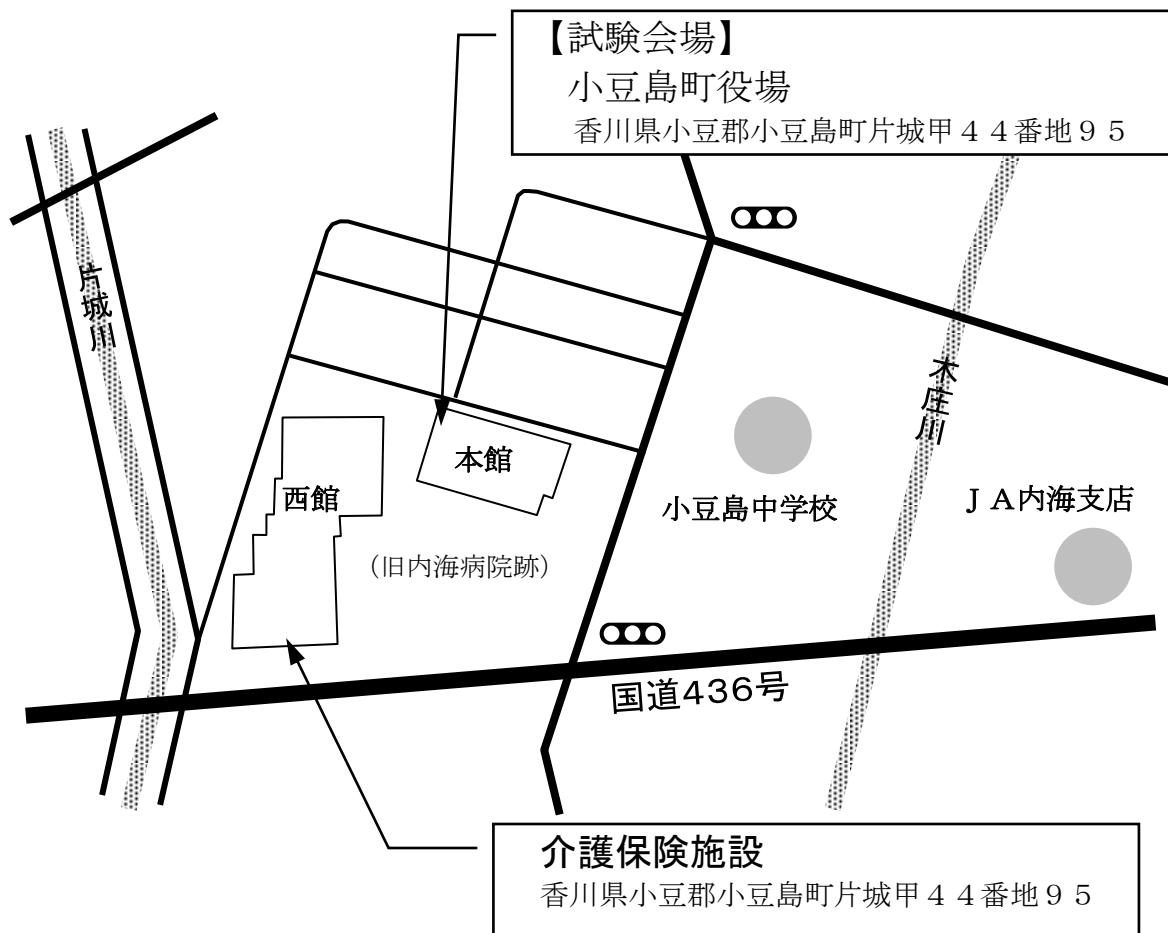 【試験会場】
小豆島町役場
香川県小豆郡小豆島町片城甲４４番地９５
片城川
木庄川
本館
西館
小豆島中学校
ＪＡ内海支店
（旧内海病院跡）
国道436号
介護保険施設
香川県小豆郡小豆島町片城甲４４番地９５